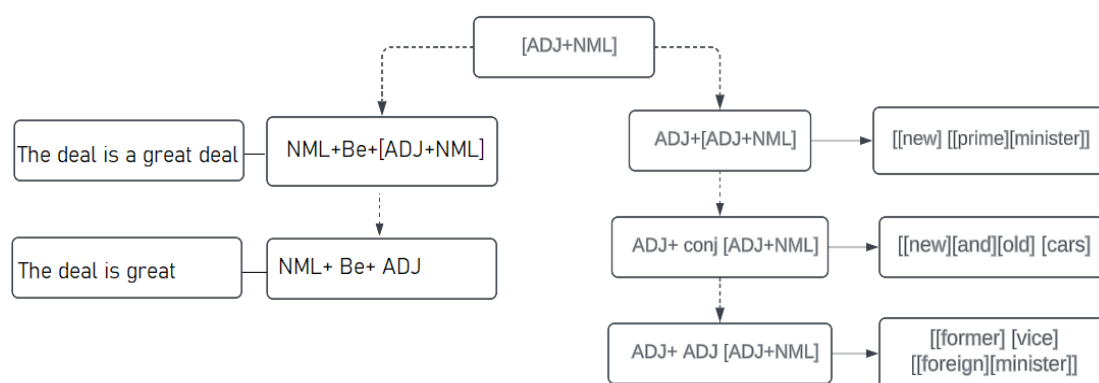 [ADJ+NML]
The deal is a great deal
NML+Be+[ADJ+NML]
The deal is great
NML+ Be+ ADJ
ADJ+[ADJ+NML]
[[new] [[prime][minister]]
ADJ+ conj [ADJ+NML]
[[new][and][old] [cars]
ADJ+ ADJ [ADJ+NML]
[[former] [vice]
[[foreign][minister]]